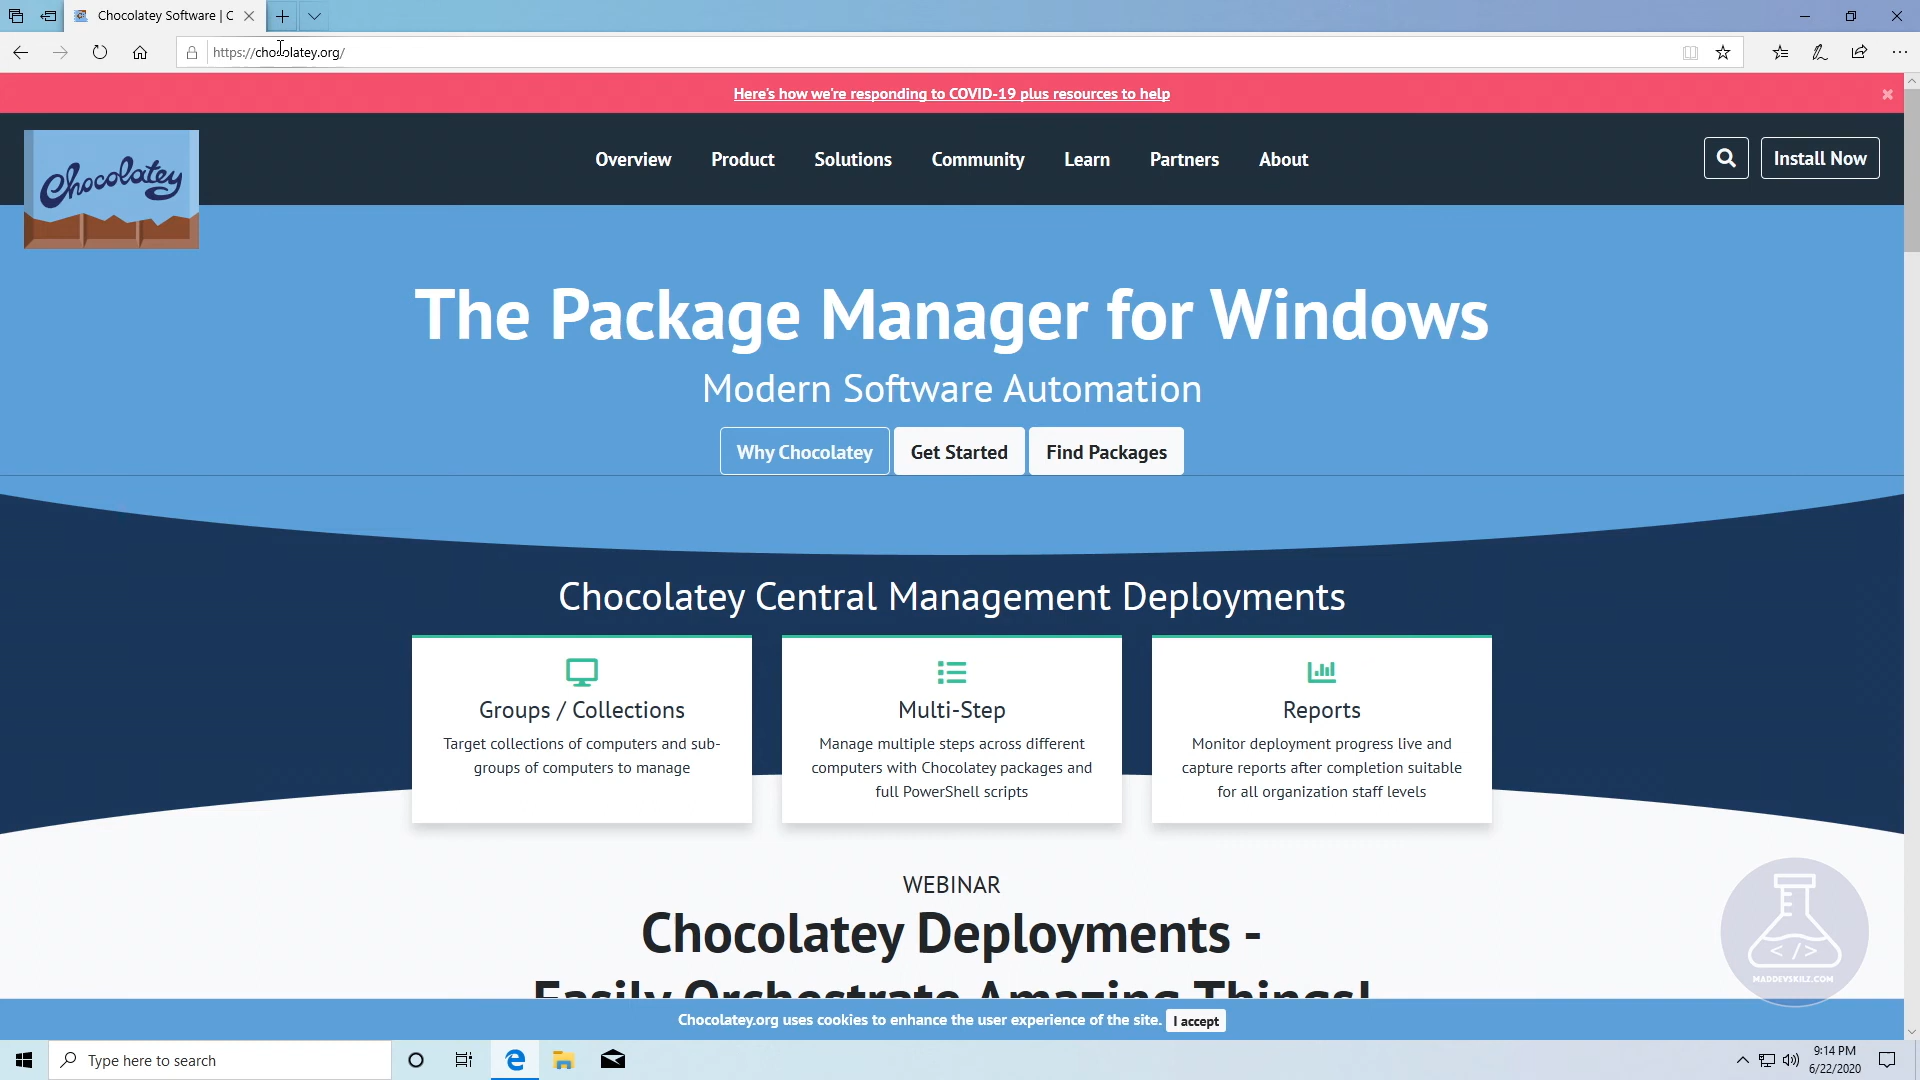 Chocolatey Software | C
https://chocolatey.org/
Here's how we're responding to COVID-19 plus resources to help
Chocolatey
Overview
Product
Solutions
Community
Learn
Partners
About
Install Now
The Package Manager for Windows
Modern Software Automation
Why Chocolatey
Get Started
Find Packages
Chocolatey Central Management Deployments
Groups / Collections
Target collections of computers and sub-
groups of computers to manage
Multi-Step
Manage multiple steps across different
computers with Chocolatey packages and
full PowerShell scripts
Reports
Monitor deployment progress live and
capture reports after completion suitable
for all organization staff levels
WEBINAR
Chocolatey Deployments -
Easily Orchestrate Amazing Things!
</>
MADDEVSKILZ.COM
Chocolatey.org uses cookies to enhance the user experience of the site.
I accept
Type here to search
9:14 PM
6/22/2020